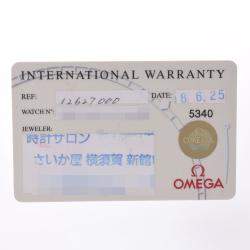 INTERNATIONAL WARRANTY
REF: 12627000 DATE: 18.6.25
WATCH Nº: 5340
JEWELER:
時計サロン
さいか屋 横須賀 新館
OMEGA